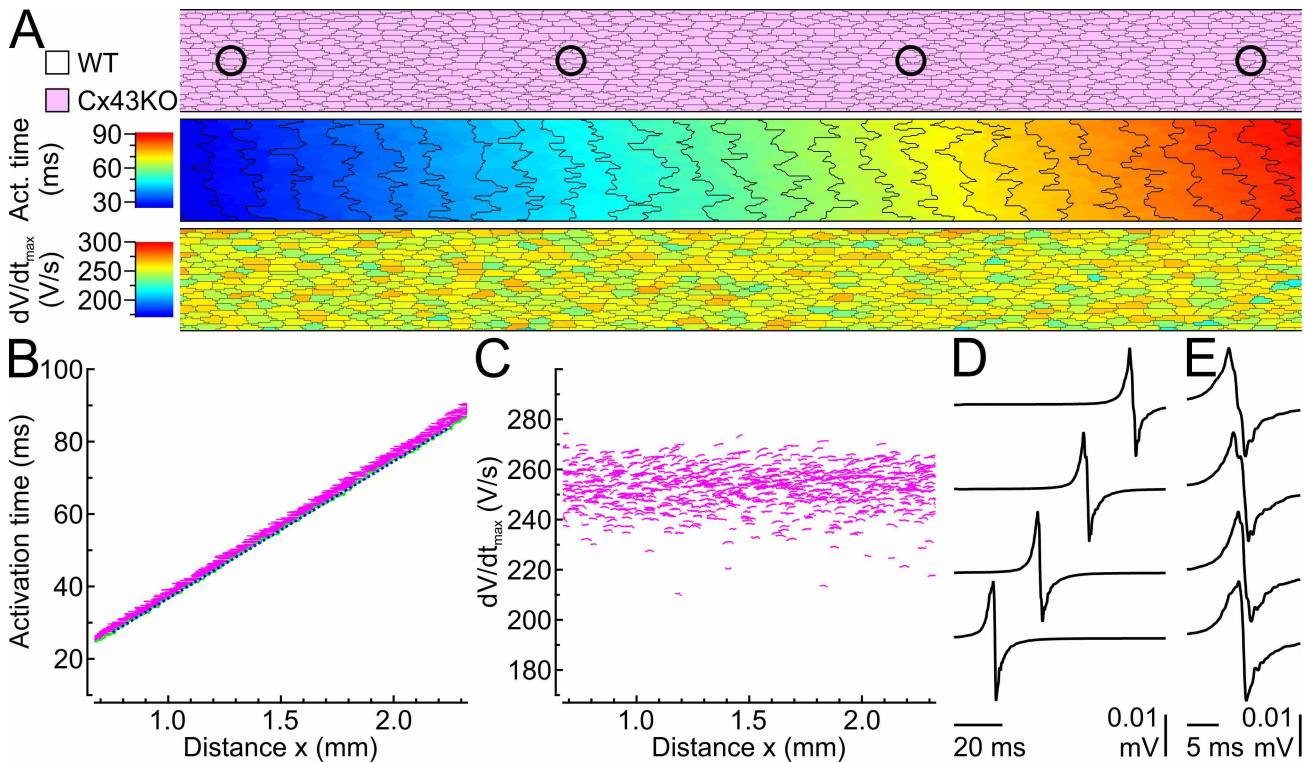 A
WT
Cx43KO
Act. time
(ms)
90
60
30
dV/dtmax
(V/s)
300
250
200
B
Activation time (ms)
100
80
60
40
20
1.0
1.5
2.0
Distance x (mm)
C
dV/dtmax (V/s)
280
260
240
220
200
180
1.0
1.5
2.0
Distance x (mm)
D
20 ms
0.01
mV
E
5 ms
0.01
mV